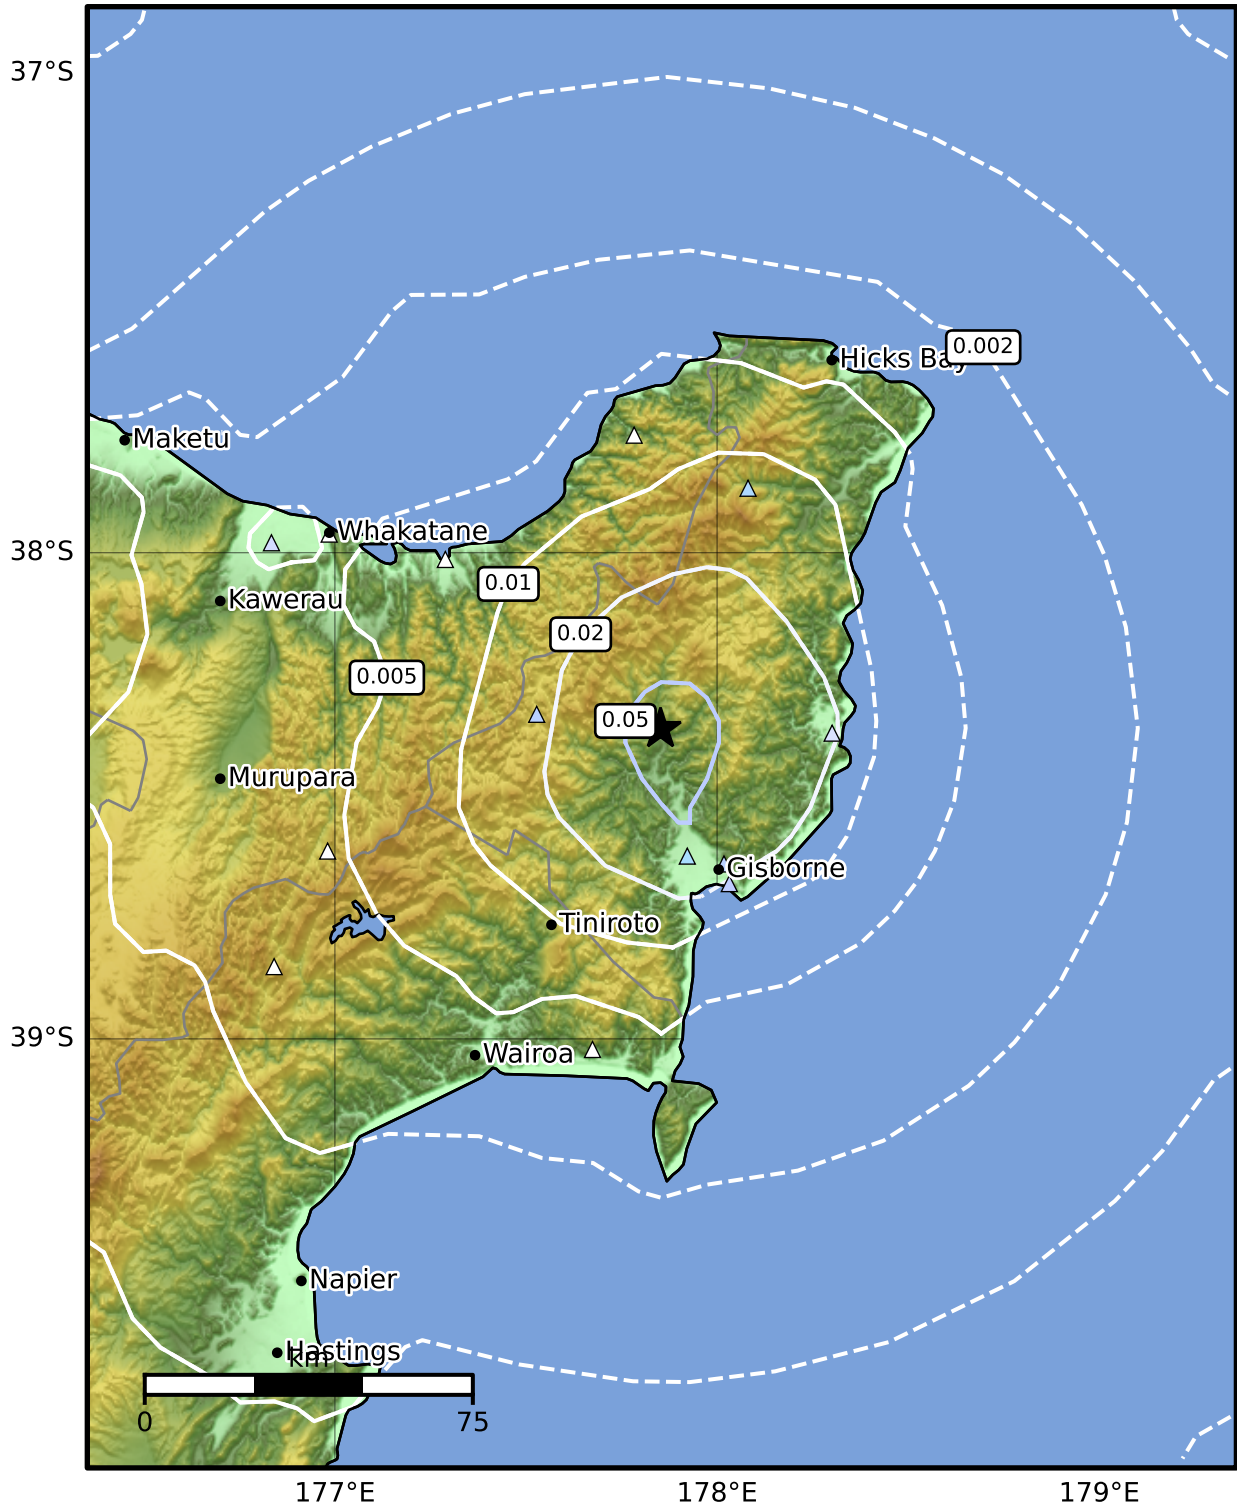 37°S
Hicks Bay
0.002
Maketu
Whakatane
38°S
0.01
Kawerau
0.02
0.005
0.05
Murupara
Gisborne
Tiniroto
39°S
Wairoa
Napier
Hastings
km
0
75
177°E
178°E
179°E